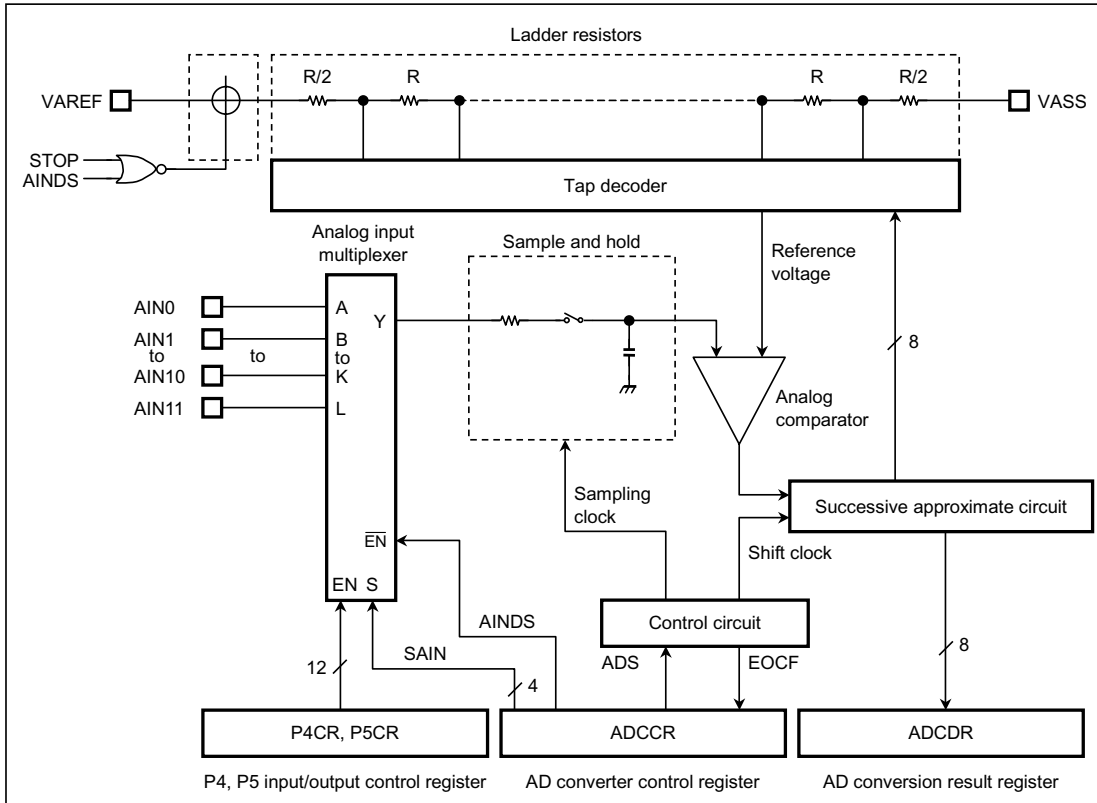 Ladder resistors
R/2
R
R
R/2
VAREF
VASS
STOP
AINDS
Tap decoder
Analog input
multiplexer
Sample and hold
Reference
voltage
AIN0
A
Y
AIN1
B
to
to
to
AIN10
K
AIN11
L
8
Analog
comparator
Sampling
clock
Successive approximate circuit
EN
Shift clock
EN S
AINDS
Control circuit
SAIN
ADS
EOCF
12
4
8
P4CR, P5CR
ADCCR
ADCDR
P4, P5 input/output control register
AD converter control register
AD conversion result register